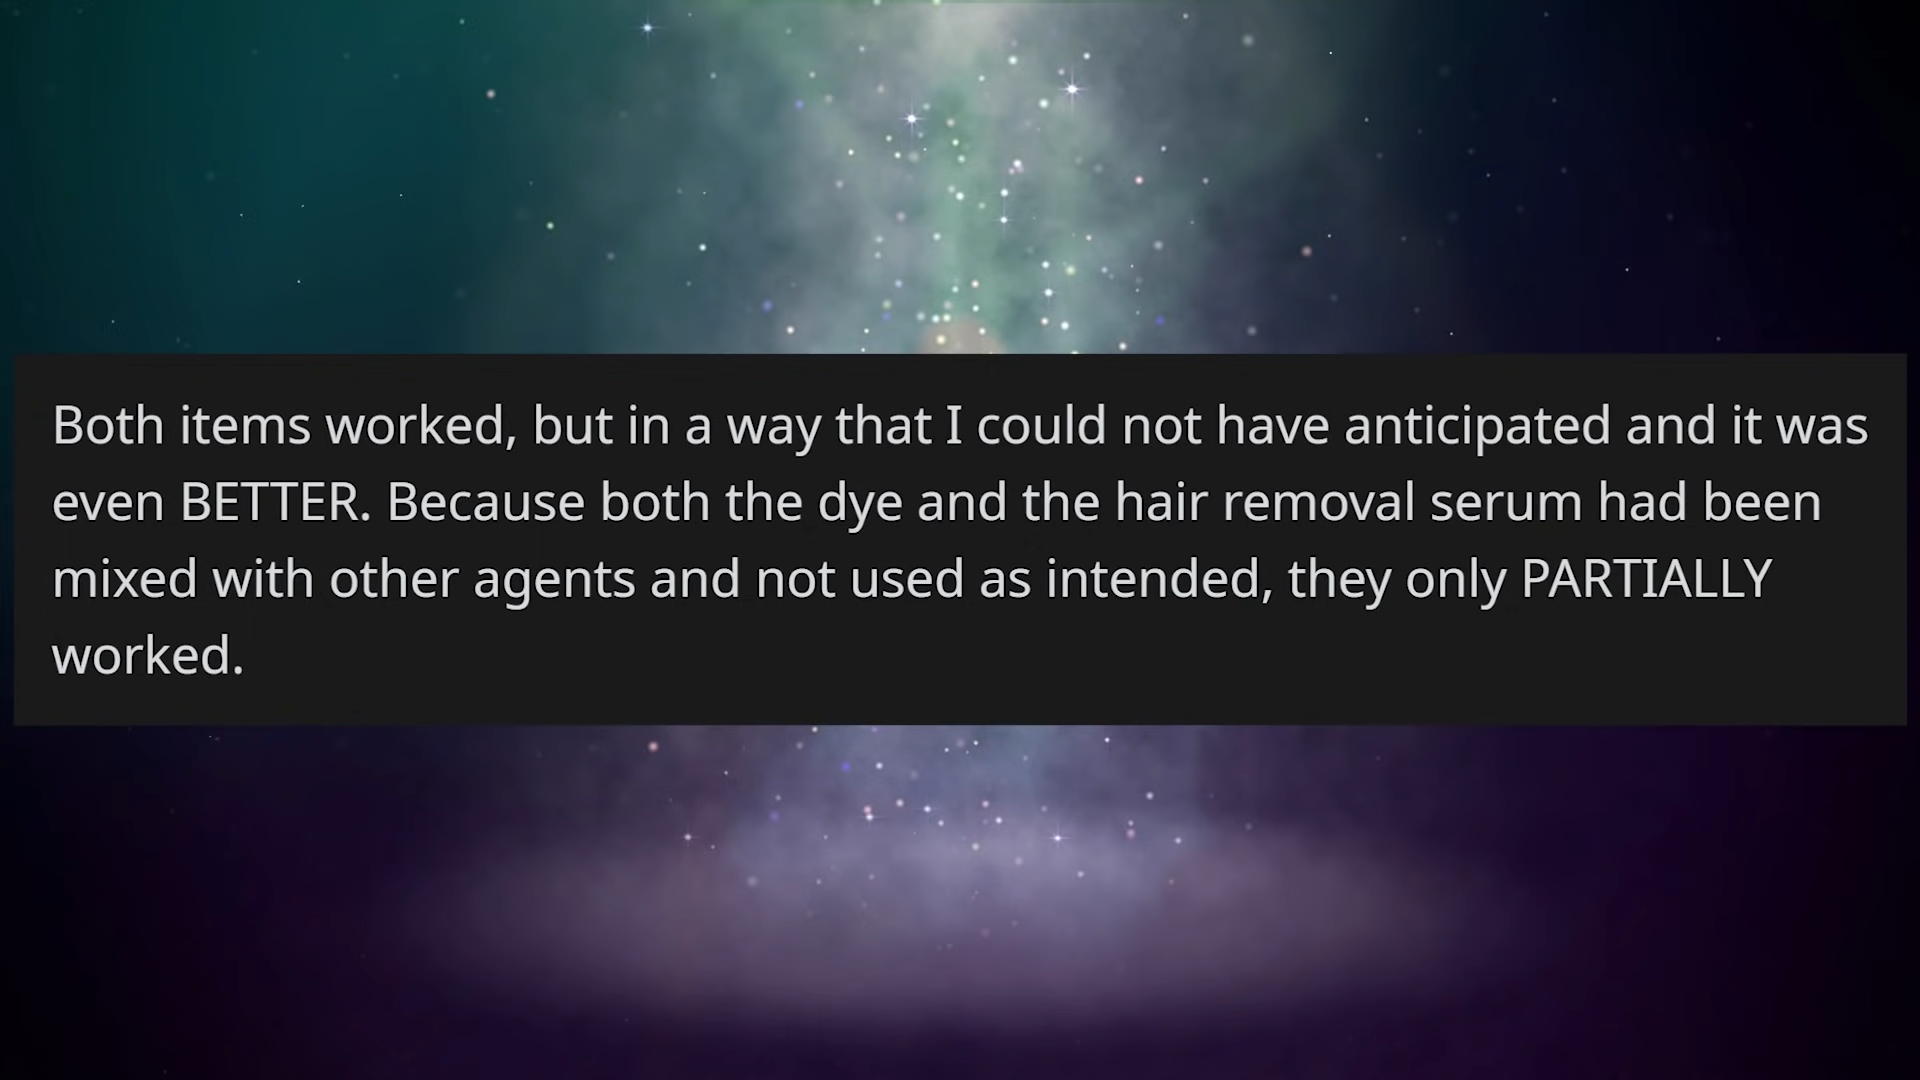 Both items worked, but in a way that I could not have anticipated and it was
even BETTER. Because both the dye and the hair removal serum had been
mixed with other agents and not used as intended, they only PARTIALLY
worked.